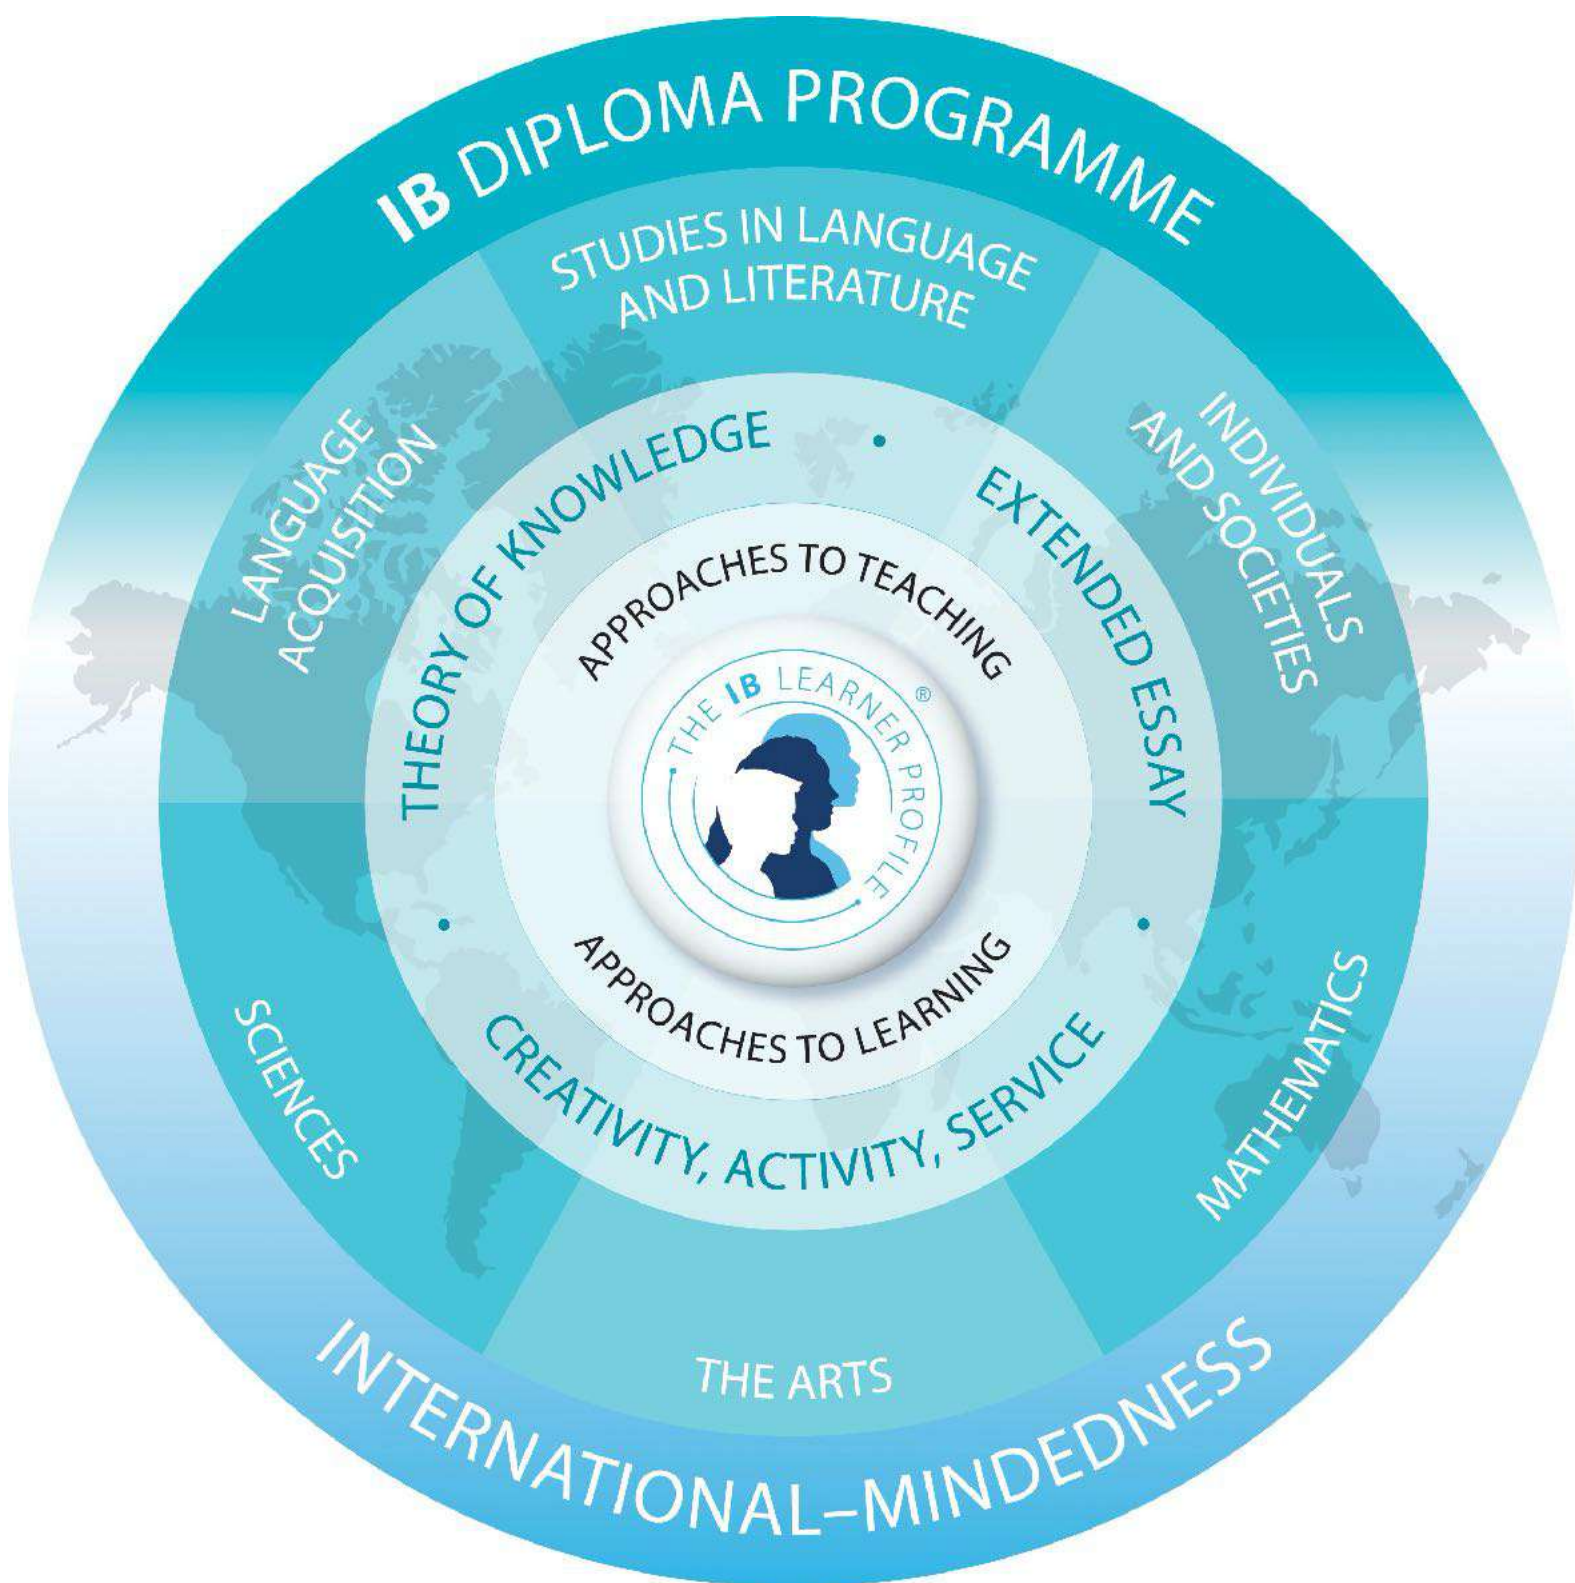 IB DIPLOMA PROGRAMME
STUDIES IN LANGUAGE
AND LITERATURE
LANGUAGE
ACQUISITION
INDIVIDUALS
AND SOCIETIES
THEORY OF KNOWLEDGE
•
EXTENDED ESSAY
•
APPROACHES TO TEACHING
THE IB LEARNER PROFILE
®
APPROACHES TO LEARNING
•
CREATIVITY, ACTIVITY, SERVICE
SCIENCES
MATHEMATICS
THE ARTS
INTERNATIONAL–MINDEDNESS